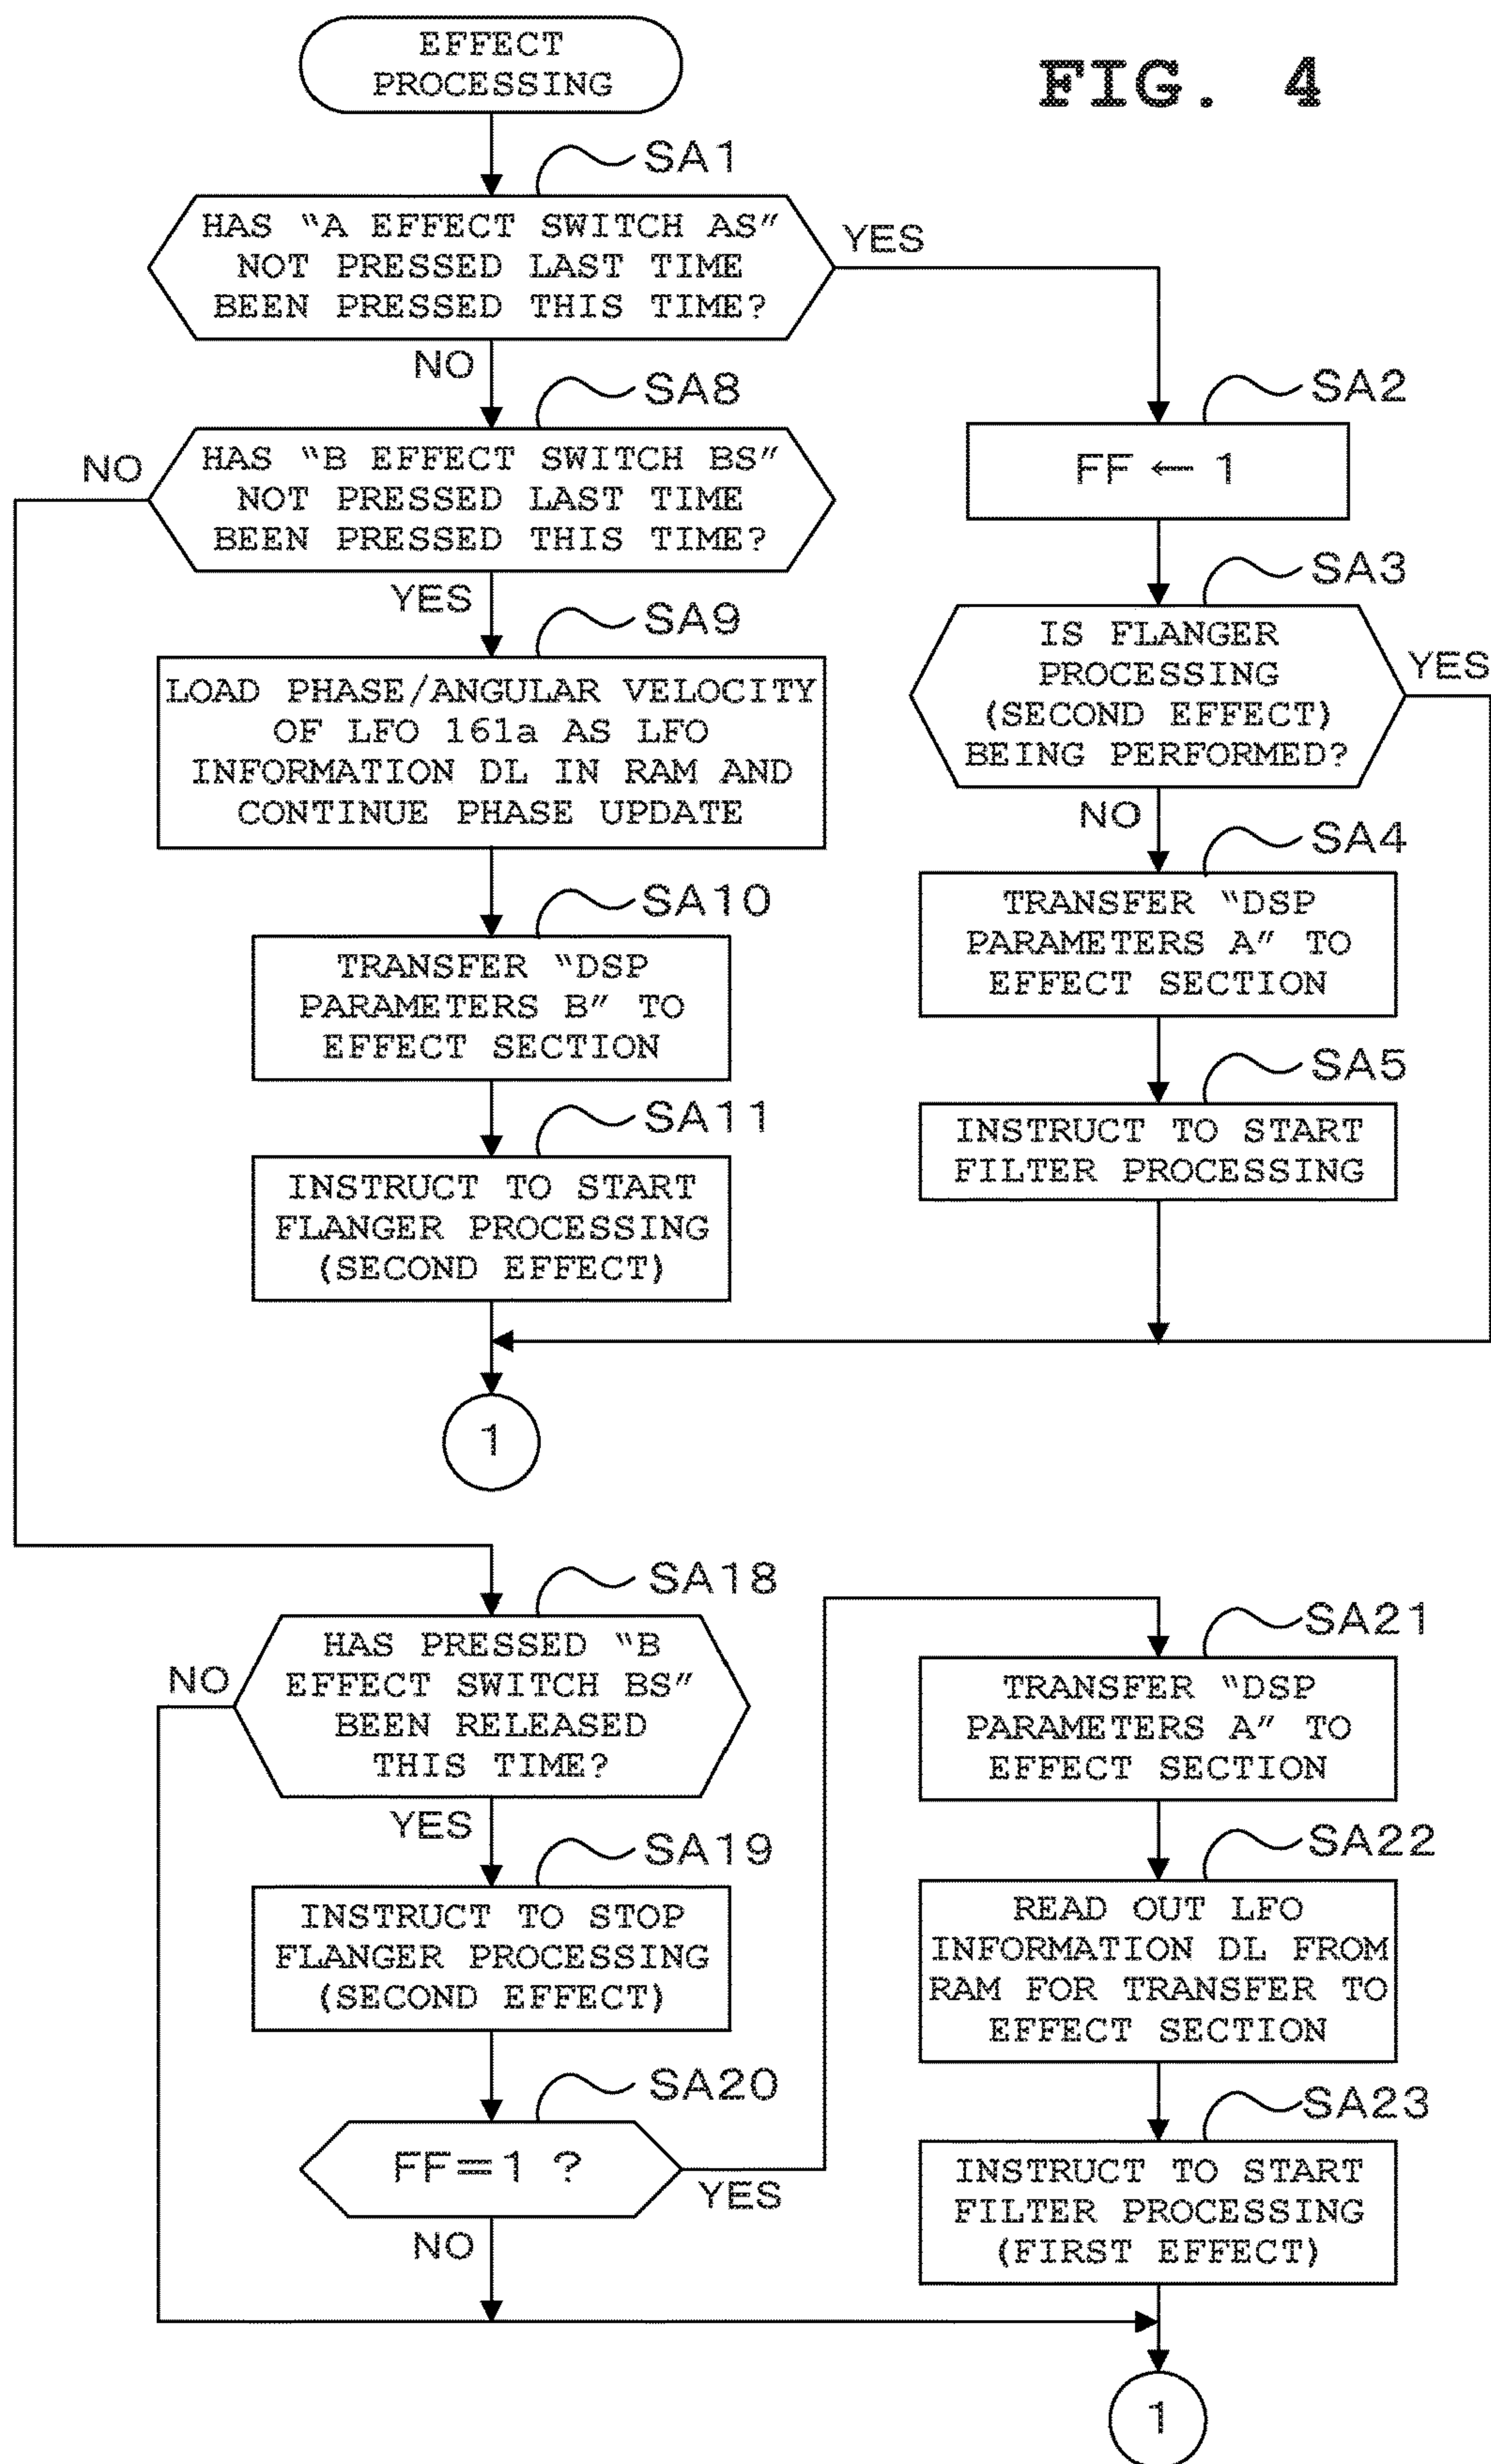 EFFECT
PROCESSING
FIG. 4
SA1
HAS “A EFFECT SWITCH AS”
NOT PRESSED LAST TIME
BEEN PRESSED THIS TIME?
YES
NO
SA8
HAS “B EFFECT SWITCH BS”
NOT PRESSED LAST TIME
BEEN PRESSED THIS TIME?
NO
YES
SA2
FF ← 1
SA3
IS FLANGER
PROCESSING
(SECOND EFFECT)
BEING PERFORMED?
YES
NO
SA9
LOAD PHASE/ANGULAR VELOCITY
OF LFO 161a AS LFO
INFORMATION DL IN RAM AND
CONTINUE PHASE UPDATE
SA4
TRANSFER “DSP
PARAMETERS A” TO
EFFECT SECTION
SA10
TRANSFER “DSP
PARAMETERS B” TO
EFFECT SECTION
SA5
INSTRUCT TO START
FILTER PROCESSING
SA11
INSTRUCT TO START
FLANGER PROCESSING
(SECOND EFFECT)
1
SA18
HAS PRESSED “B
EFFECT SWITCH BS”
BEEN RELEASED
THIS TIME?
NO
YES
SA19
INSTRUCT TO STOP
FLANGER PROCESSING
(SECOND EFFECT)
SA20
FF=1 ?
YES
NO
SA21
TRANSFER “DSP
PARAMETERS A” TO
EFFECT SECTION
SA22
READ OUT LFO
INFORMATION DL FROM
RAM FOR TRANSFER TO
EFFECT SECTION
SA23
INSTRUCT TO START
FILTER PROCESSING
(FIRST EFFECT)
1